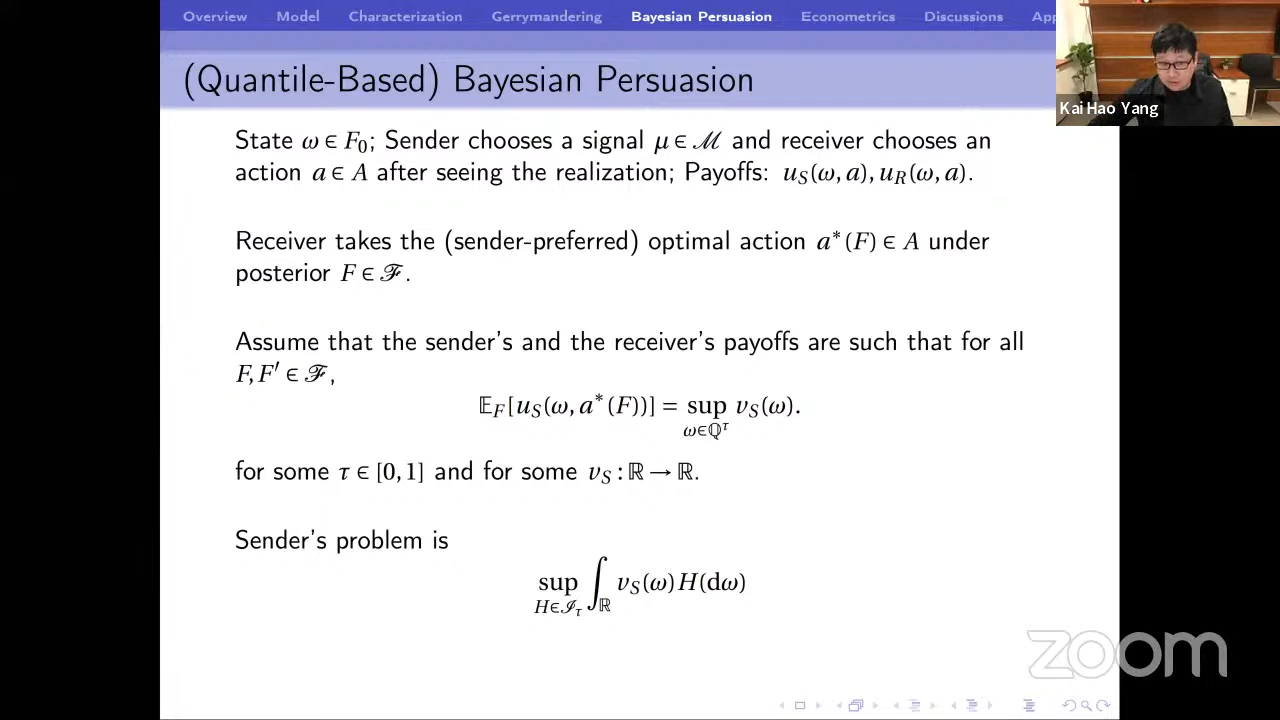 Overview Model Characterization Gerrymandering Bayesian Persuasion Econometrics Discussions App
(Quantile-Based) Bayesian Persuasion
Kai Hao Yang
State ω ∈ F₀; Sender chooses a signal μ ∈ ℳ and receiver chooses an
action a ∈ A after seeing the realization; Payoffs: u_S(ω, a), u_R(ω, a).
Receiver takes the (sender-preferred) optimal action a*(F) ∈ A under
posterior F ∈ ℱ.
Assume that the sender's and the receiver's payoffs are such that for all
F, F′ ∈ ℱ,
𝔼_F[u_S(ω, a*(F))] = sup v_S(ω).
ω∈ℚ^τ
for some τ ∈ [0, 1] and for some v_S : ℝ → ℝ.
Sender's problem is
sup ∫_ℝ v_S(ω)H(dω)
H∈ℐ_τ
zoom